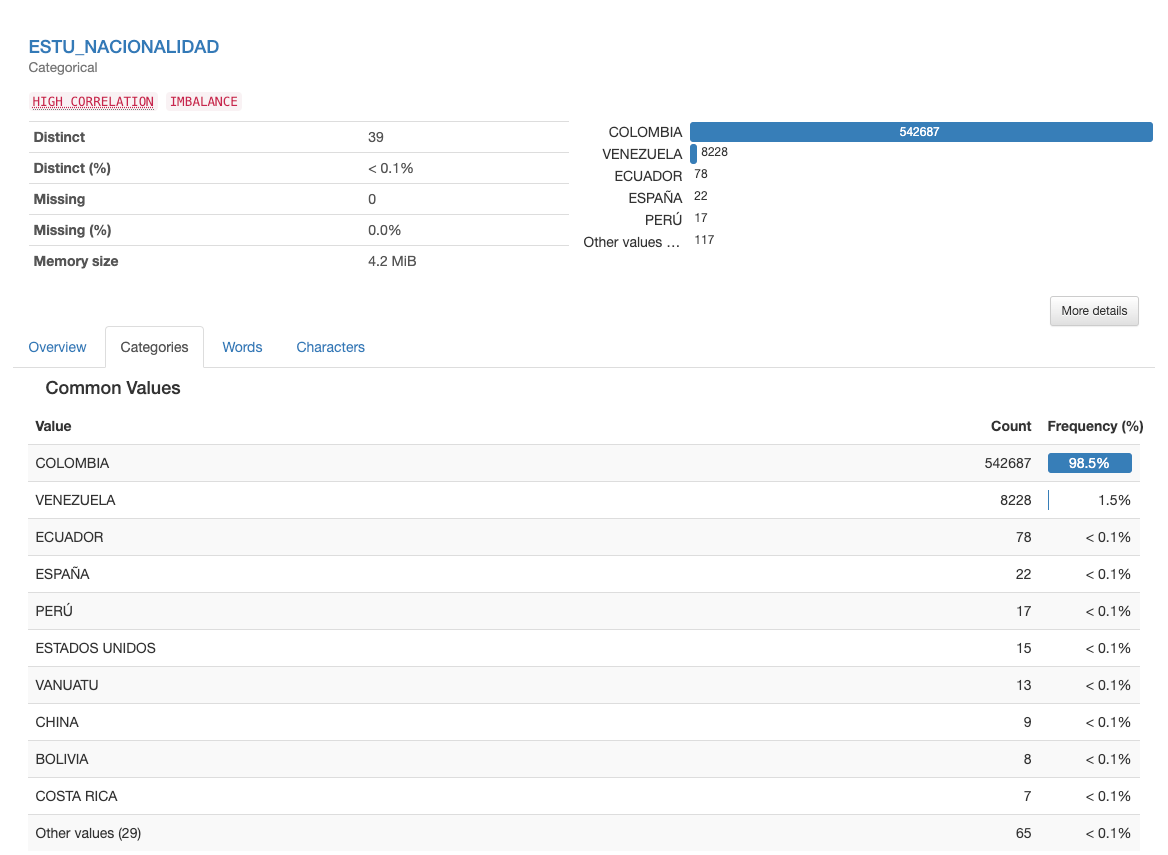 ESTU_NACIONALIDAD
Categorical
HIGH CORRELATION IMBALANCE
Distinct 39
Distinct (%) < 0.1%
Missing 0
Missing (%) 0.0%
Memory size 4.2 MiB
COLOMBIA 542687
VENEZUELA 8228
ECUADOR 78
ESPAÑA 22
PERÚ 17
Other values ... 117
More details
Overview Categories Words Characters
Common Values
Value Count Frequency (%)
COLOMBIA 542687 98.5%
VENEZUELA 8228 1.5%
ECUADOR 78 < 0.1%
ESPAÑA 22 < 0.1%
PERÚ 17 < 0.1%
ESTADOS UNIDOS 15 < 0.1%
VANUATU 13 < 0.1%
CHINA 9 < 0.1%
BOLIVIA 8 < 0.1%
COSTA RICA 7 < 0.1%
Other values (29) 65 < 0.1%